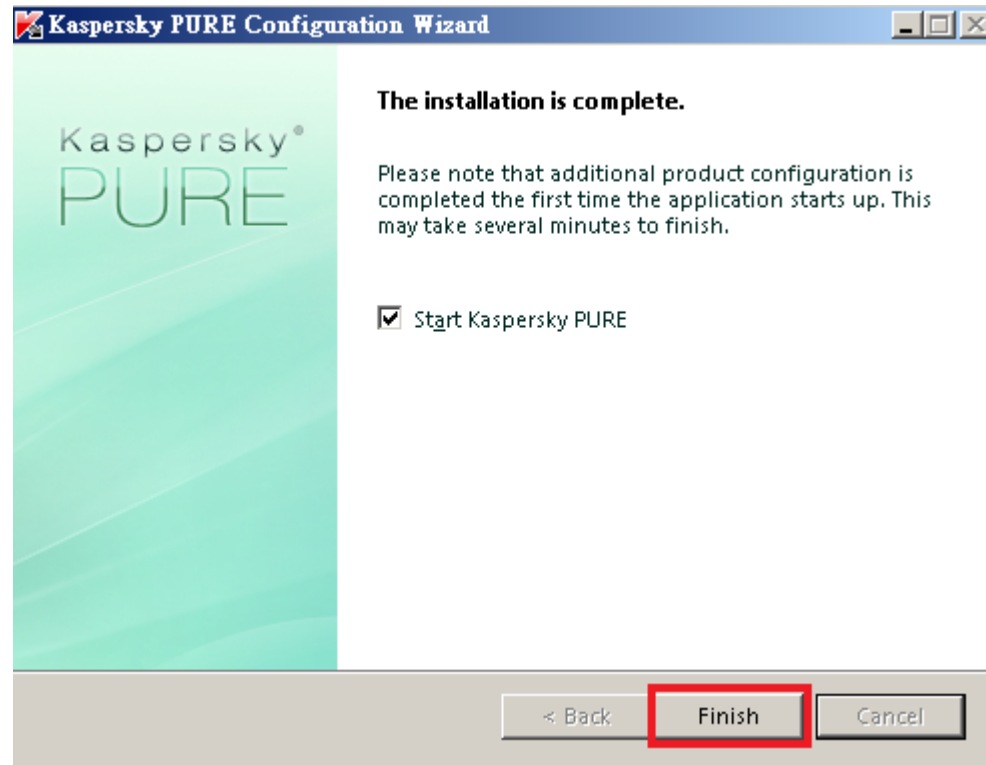 Kaspersky PURE Configuration Wizard
Kaspersky®
PURE
The installation is complete.
Please note that additional product configuration is
completed the first time the application starts up. This
may take several minutes to finish.
Start Kaspersky PURE
< Back
Finish
Cancel